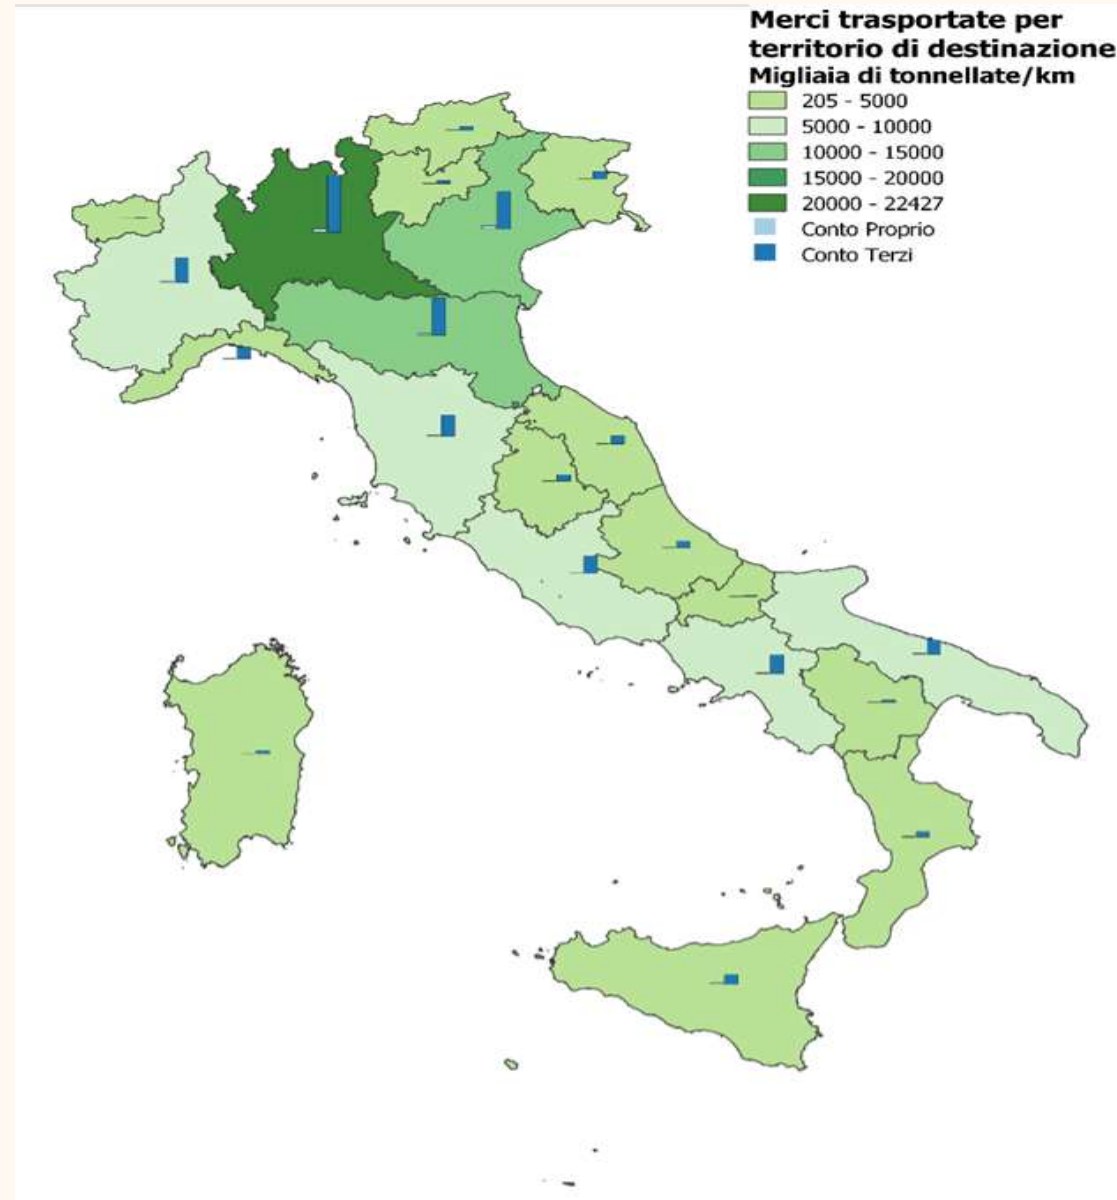 Merci trasportate per
territorio di destinazione
Migliaia di tonnellate/km
205 - 5000
5000 - 10000
10000 - 15000
15000 - 20000
20000 - 22427
Conto Proprio
Conto Terzi